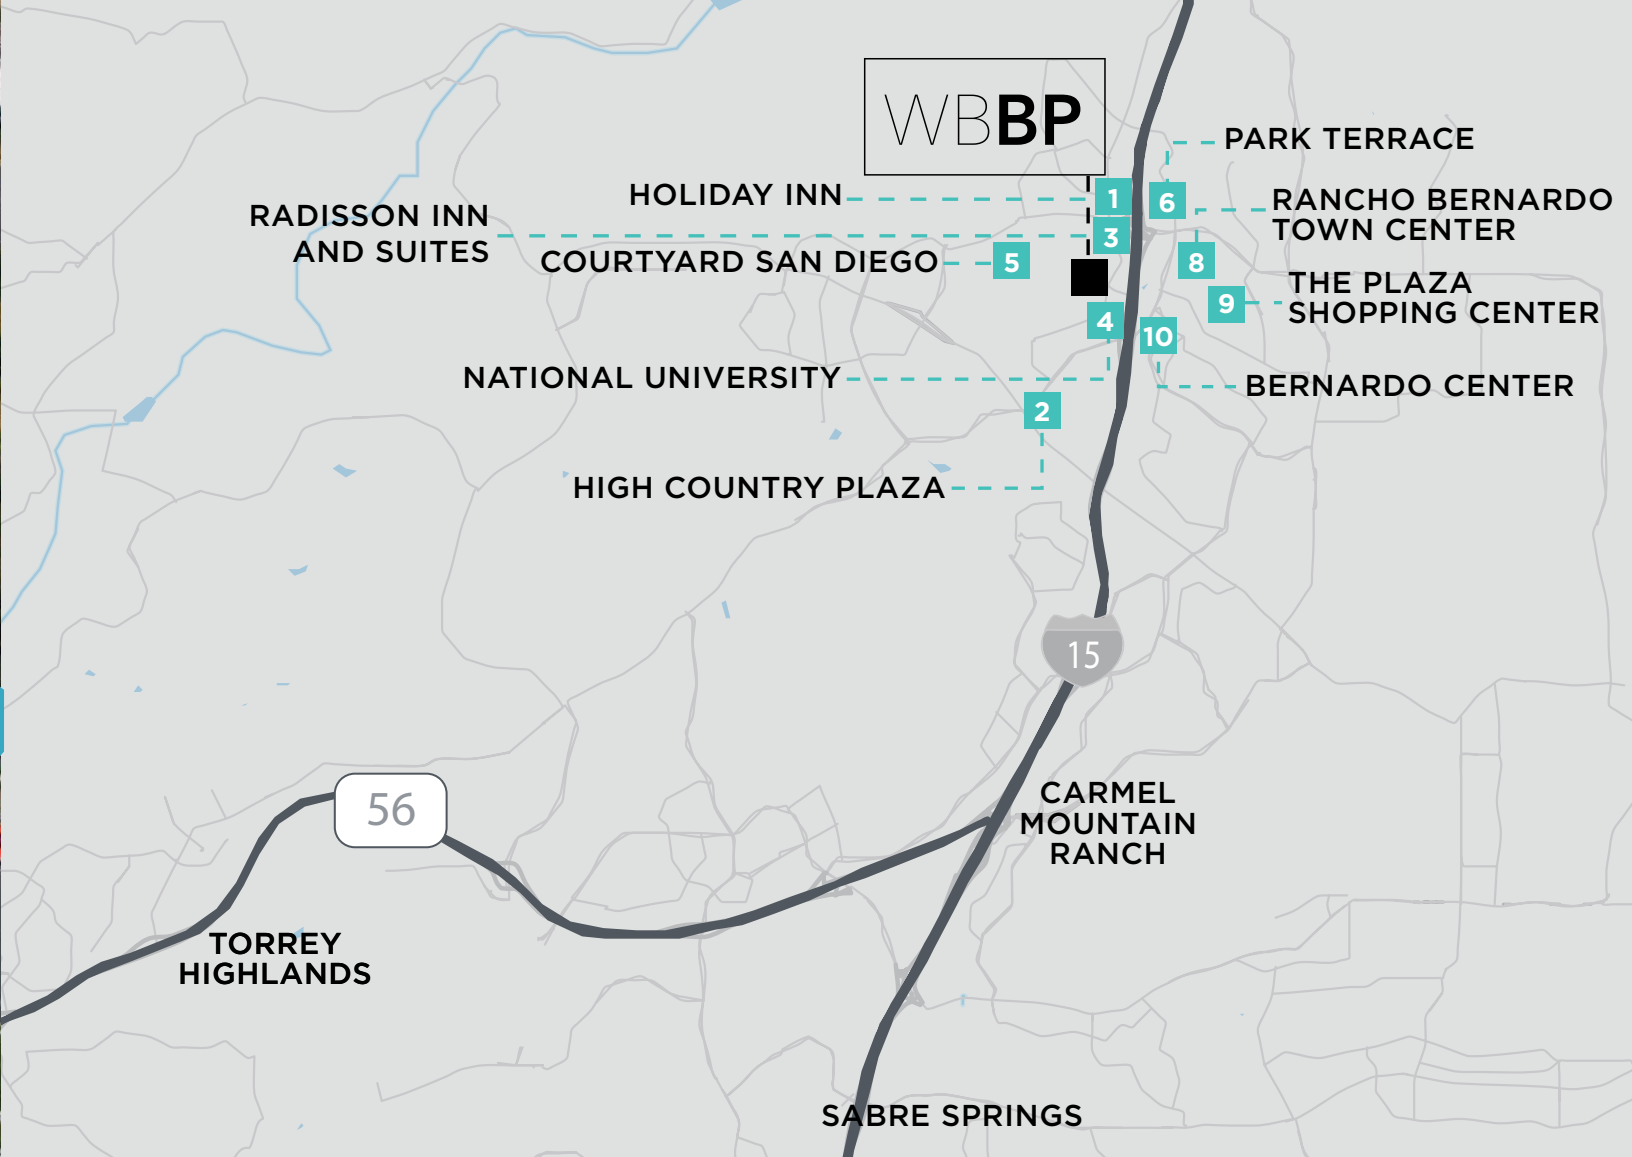 WBBP
PARK TERRACE
HOLIDAY INN
1
6
RANCHO BERNARDO
TOWN CENTER
RADISSON INN
AND SUITES
3
COURTYARD SAN DIEGO
5
8
THE PLAZA
SHOPPING CENTER
9
4
10
NATIONAL UNIVERSITY
BERNARDO CENTER
2
HIGH COUNTRY PLAZA
15
56
CARMEL
MOUNTAIN
RANCH
TORREY
HIGHLANDS
SABRE SPRINGS